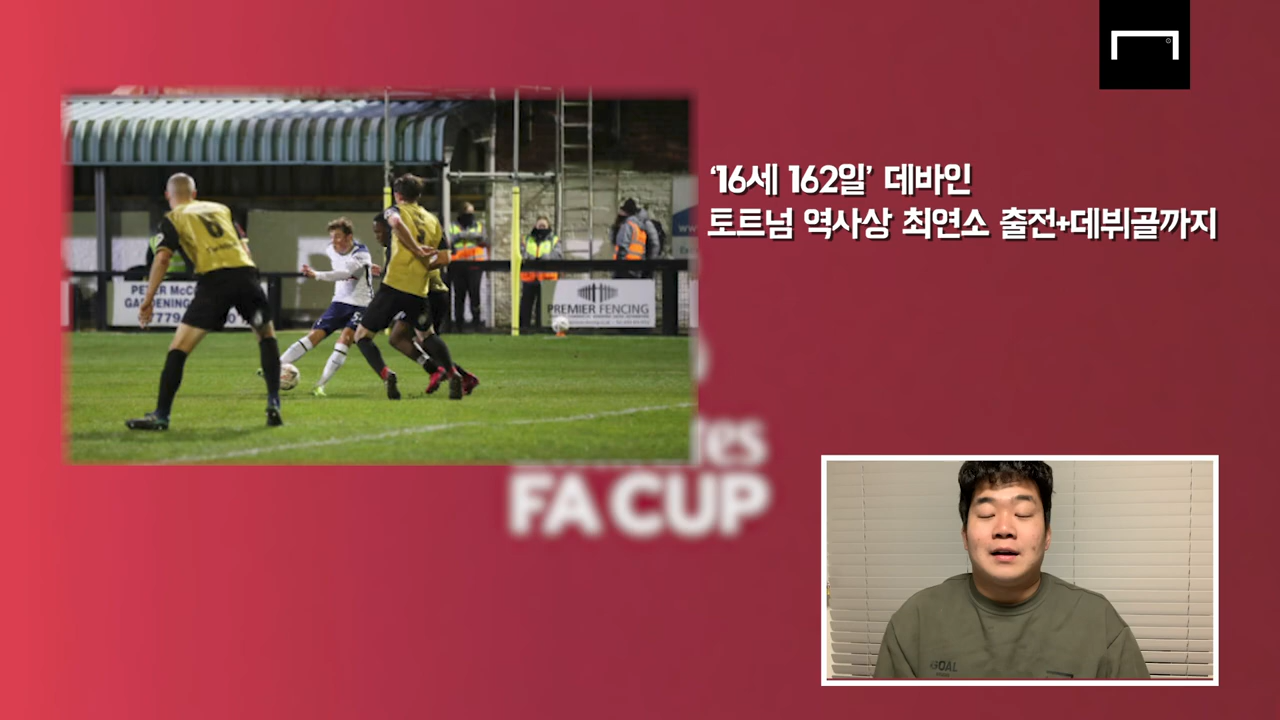 ‘16세 162일’ 데바인
토트넘 역사상 최연소 출전+데뷔골까지
PREMIER FENCING
FA CUP
GOAL